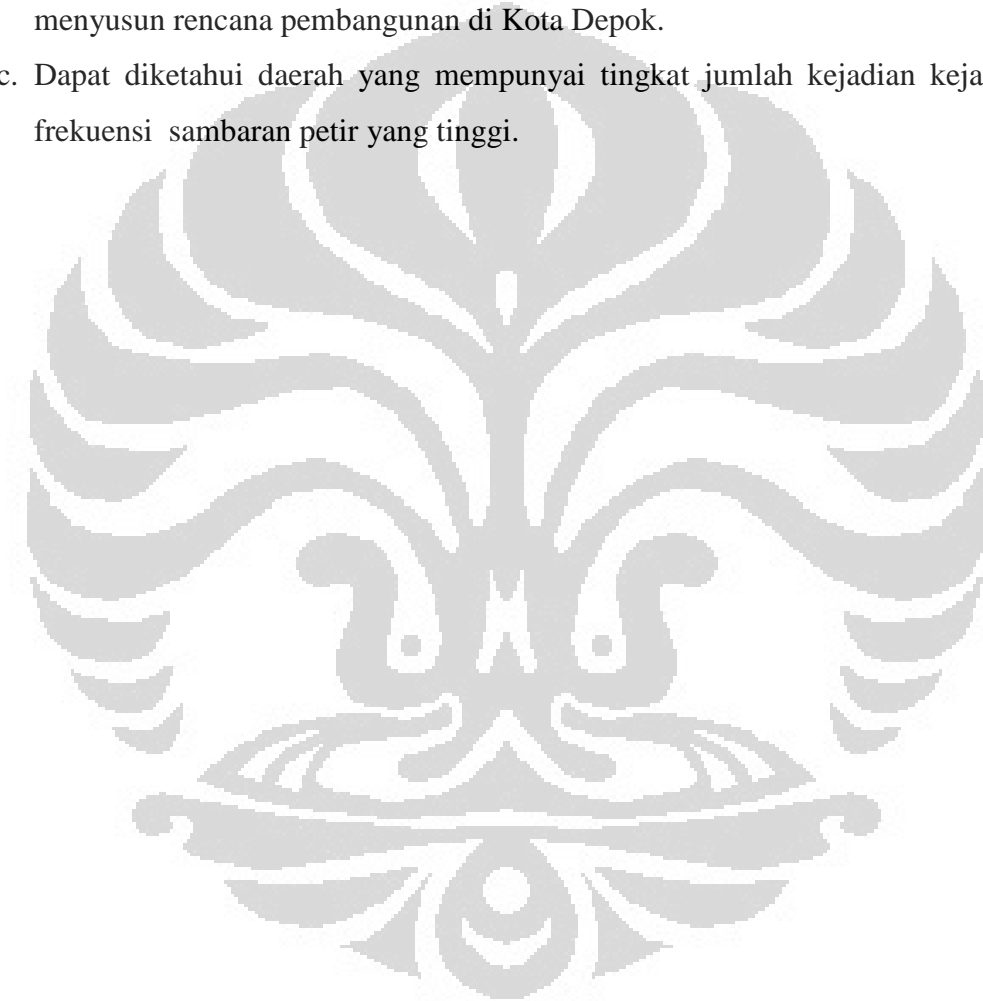 menyusun rencana pembangunan di Kota Depok.
c. Dapat diketahui daerah yang mempunyai tingkat jumlah kejadian keja
frekuensi  sambaran petir yang tinggi.